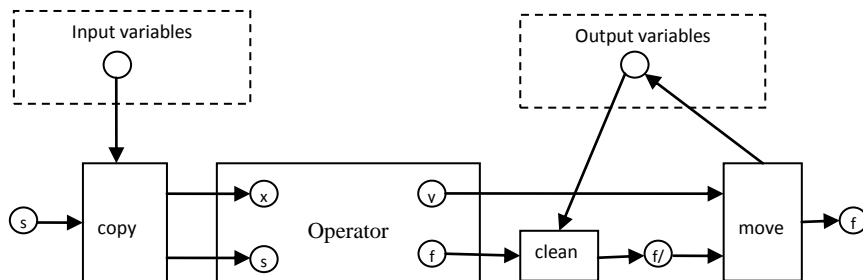 Input variables
Output variables
s
copy
x
s
Operator
y
f
clean
f/
move
f